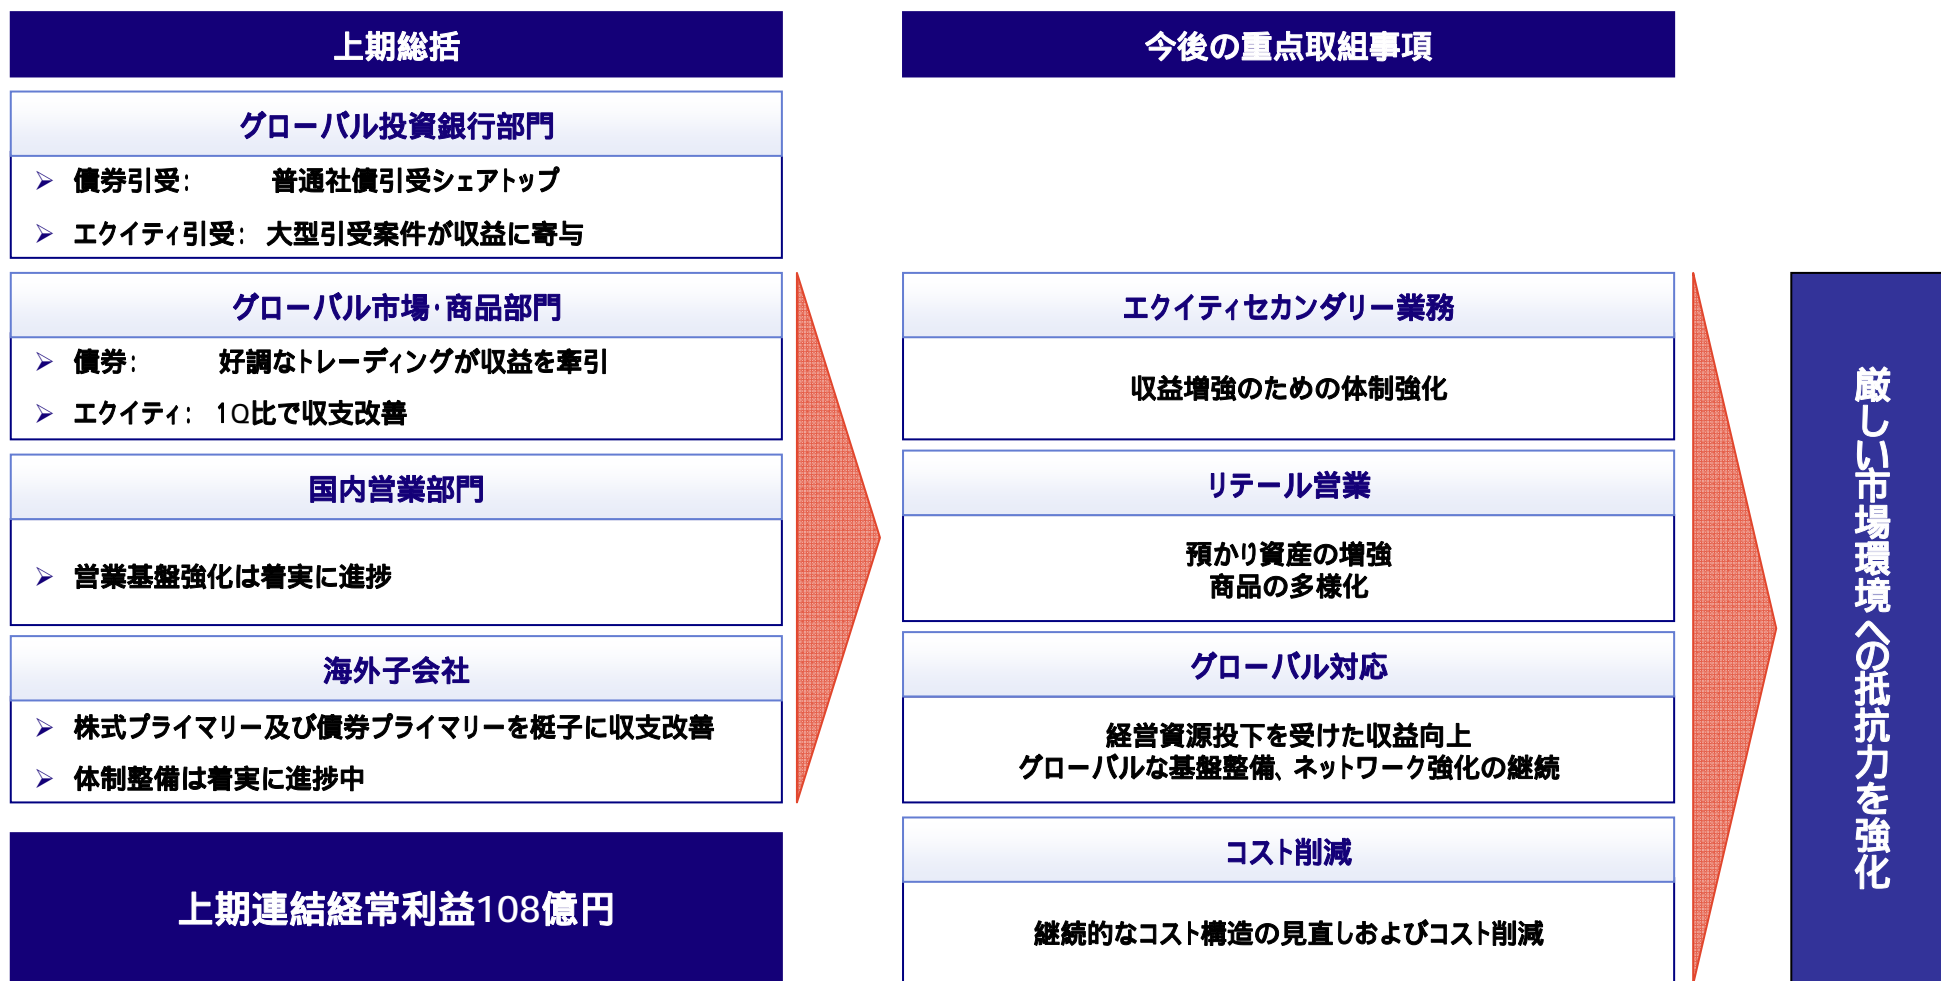 上期総括
グローバル投資銀行部門
債券引受： 普通社債引受シェアトップ
エクイティ引受： 大型引受案件が収益に寄与
グローバル市場・商品部門
債券： 好調なトレーディングが収益を牽引
エクイティ： 1Q比で収支改善
国内営業部門
営業基盤強化は着実に進捗
海外子会社
株式プライマリー及び債券プライマリーを梃子に収支改善
体制整備は着実に進捗中
上期連結経常利益108億円
今後の重点取組事項
エクイティセカンダリー業務
収益増強のための体制強化
リテール営業
預かり資産の増強
商品の多様化
グローバル対応
経営資源投下を受けた収益向上
グローバルな基盤整備、ネットワーク強化の継続
コスト削減
継続的なコスト構造の見直しおよびコスト削減
厳しい市場環境への抵抗力を強化